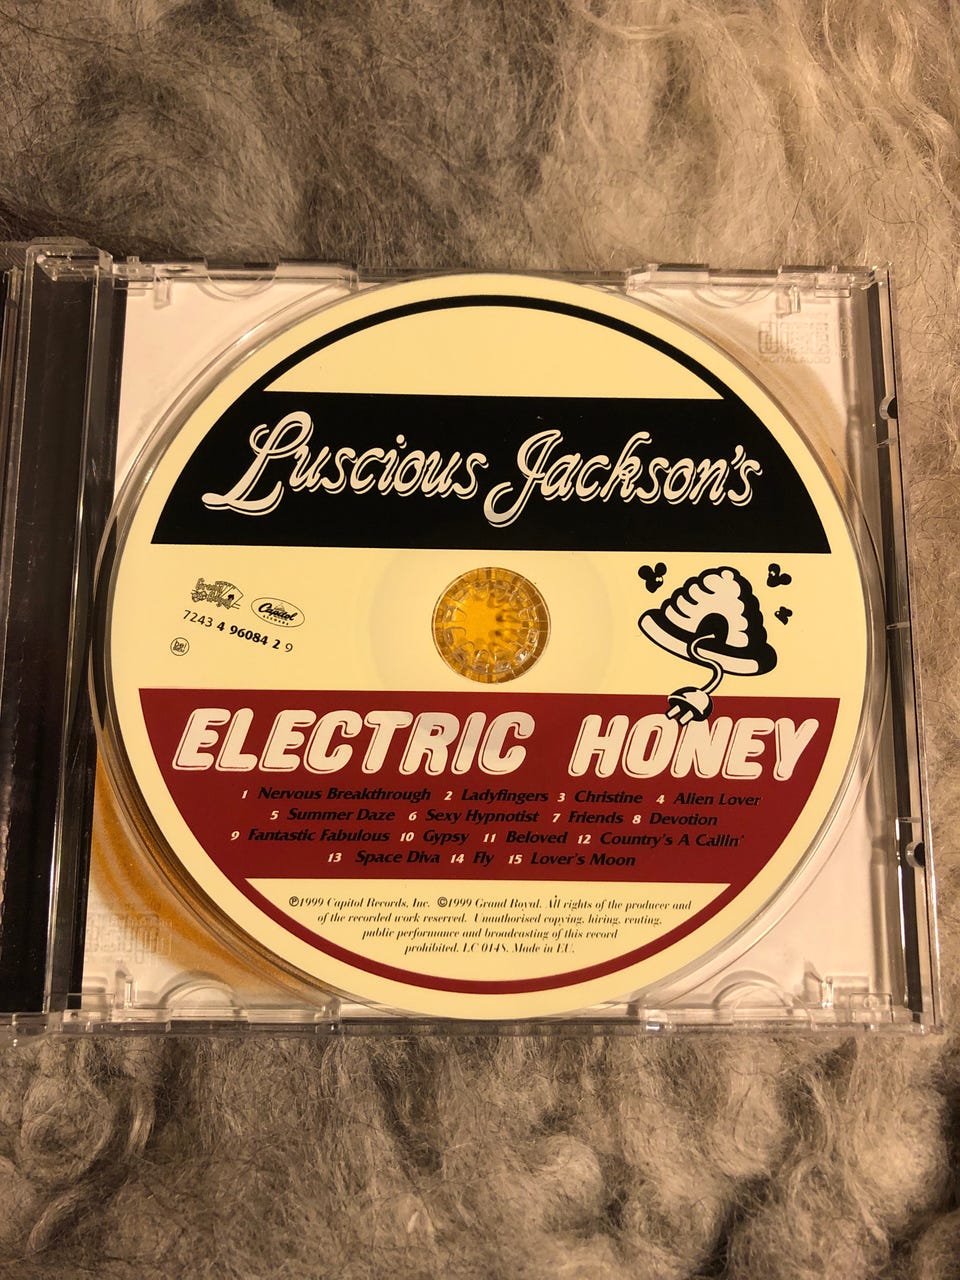 Luscious Jackson's
Grand Royal
Capitol
RECORDS
7243 4 96084 2 9
ELECTRIC HONEY
1 Nervous Breakthrough 2 Ladyfingers 3 Christine 4 Alien Lover
5 Summer Daze 6 Sexy Hypnotist 7 Friends 8 Devotion
9 Fantastic Fabulous 10 Gypsy 11 Beloved 12 Country's A Callin'
13 Space Diva 14 Fly 15 Lover's Moon
℗1999 Capitol Records, Inc. ©1999 Grand Royal. All rights of the producer and
of the recorded work reserved. Unauthorised copying, hiring, renting,
public performance and broadcasting of this record
prohibited. LC 0148. Made in EU.